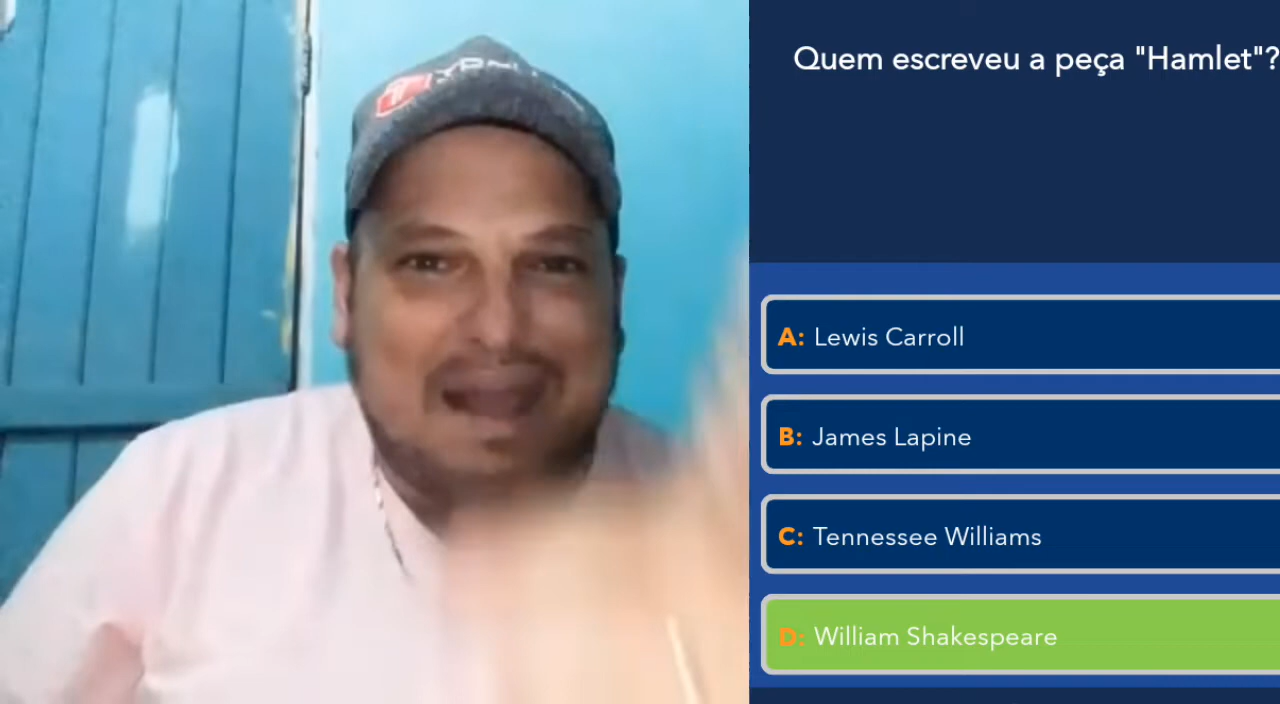 Quem escreveu a peça "Hamlet"?
A: Lewis Carroll
B: James Lapine
C: Tennessee Williams
D: William Shakespeare